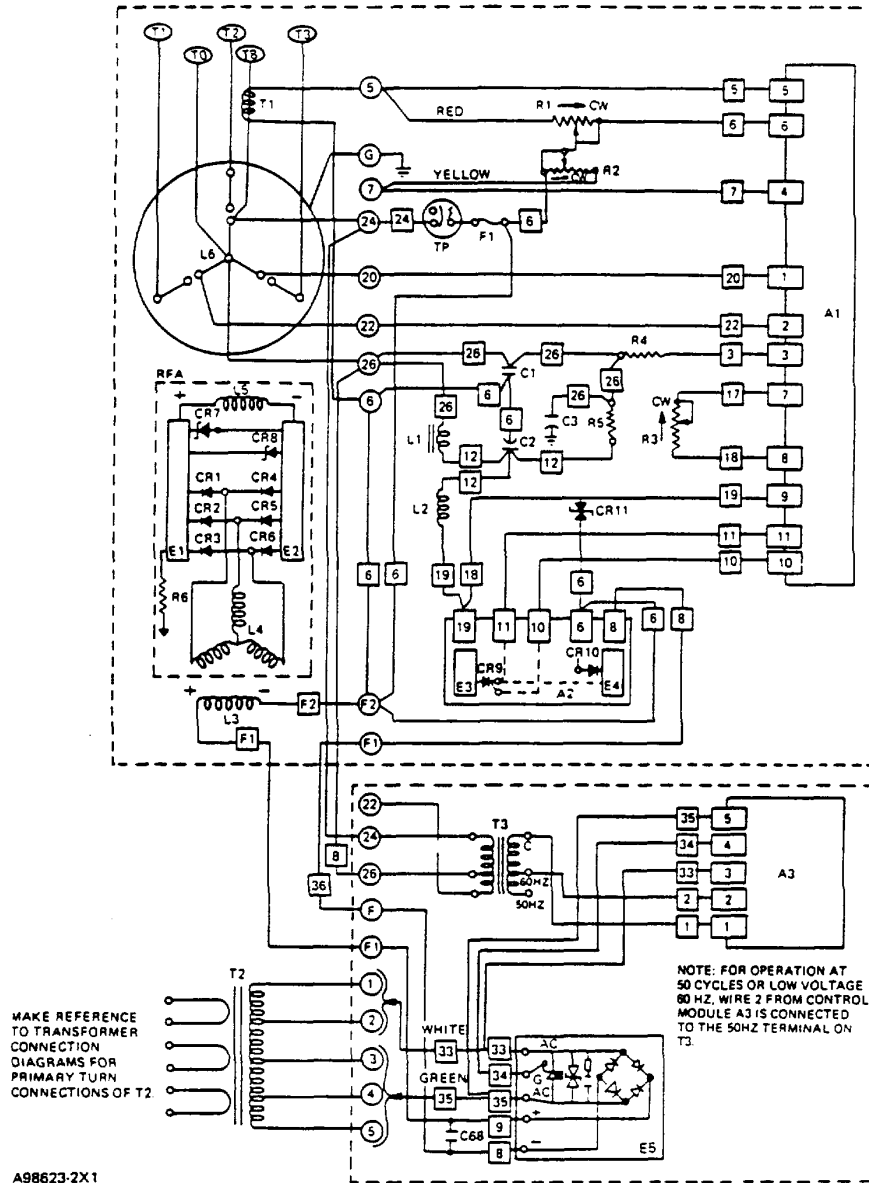 T1 T2 T3
T0 T8
T1 5 5 5
RED R1 CW
6 6
G
YELLOW CW R2
7 7 4
24 24 TP F1 6
L6
20 20 1
A1
22 22 2
R4
26 26 26 3 3
C1
RFA
6 6 26
+ L5 -
CR7
26 6 26 C3 R5 CW 17 7
CR8
L1 C2 R3
12 12 18 8
CR1 CR4
12
L2 19 9
CR2 CR5
CR11
11 11
CR3 CR6
E1 E2
10 10
6 6 19 18 6
R6
6 8
L4
19 11 10 6 8
CR9 CR10
E3 A2 E4
+ -
L3 F2 F2
F1
F1
22
T3 35 5
24 C 34 4
A3
8 33 3
26 60HZ
36 50HZ 2 2
F 1 1
F1
NOTE: FOR OPERATION AT
50 CYCLES OR LOW VOLTAGE
60 HZ, WIRE 2 FROM CONTROL
MODULE A3 IS CONNECTED
TO THE 50HZ TERMINAL ON
T3.
T2
1
MAKE REFERENCE
TO TRANSFORMER
CONNECTION
DIAGRAMS FOR
PRIMARY TURN
CONNECTIONS OF T2.
2
WHITE
33 33 AC
3
34 G
GREEN
4 35 35 AC
9 +
5 C68
8 - E5
A98623-2X1